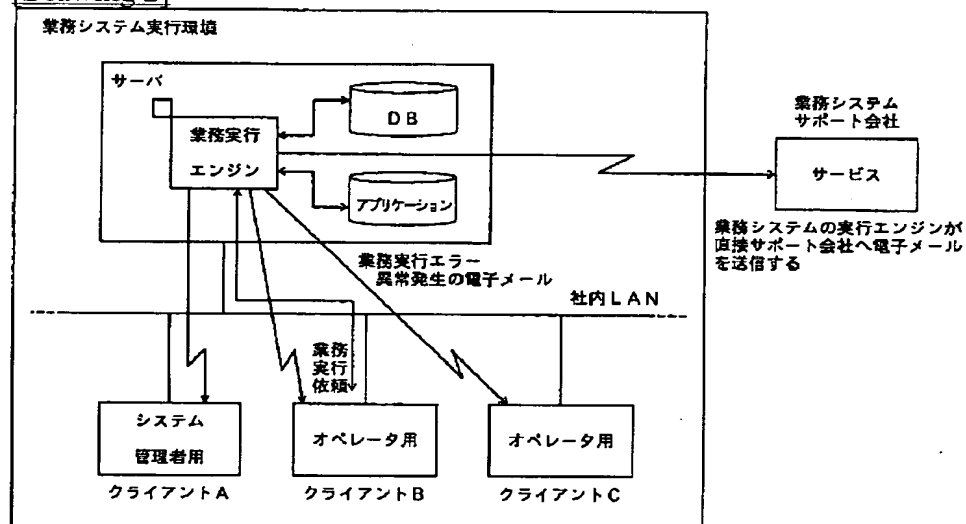 業務システム実行環境
サーバ
業務実行
エンジン
DB
アプリケーション
業務システム
サポート会社
サービス
業務システムの実行エンジンが
直接サポート会社へ電子メール
を送信する
業務実行エラー
異常発生の電子メール
社内LAN
業務
実行
依頼
システム
管理者用
オペレータ用
オペレータ用
クライアントA
クライアントB
クライアントC